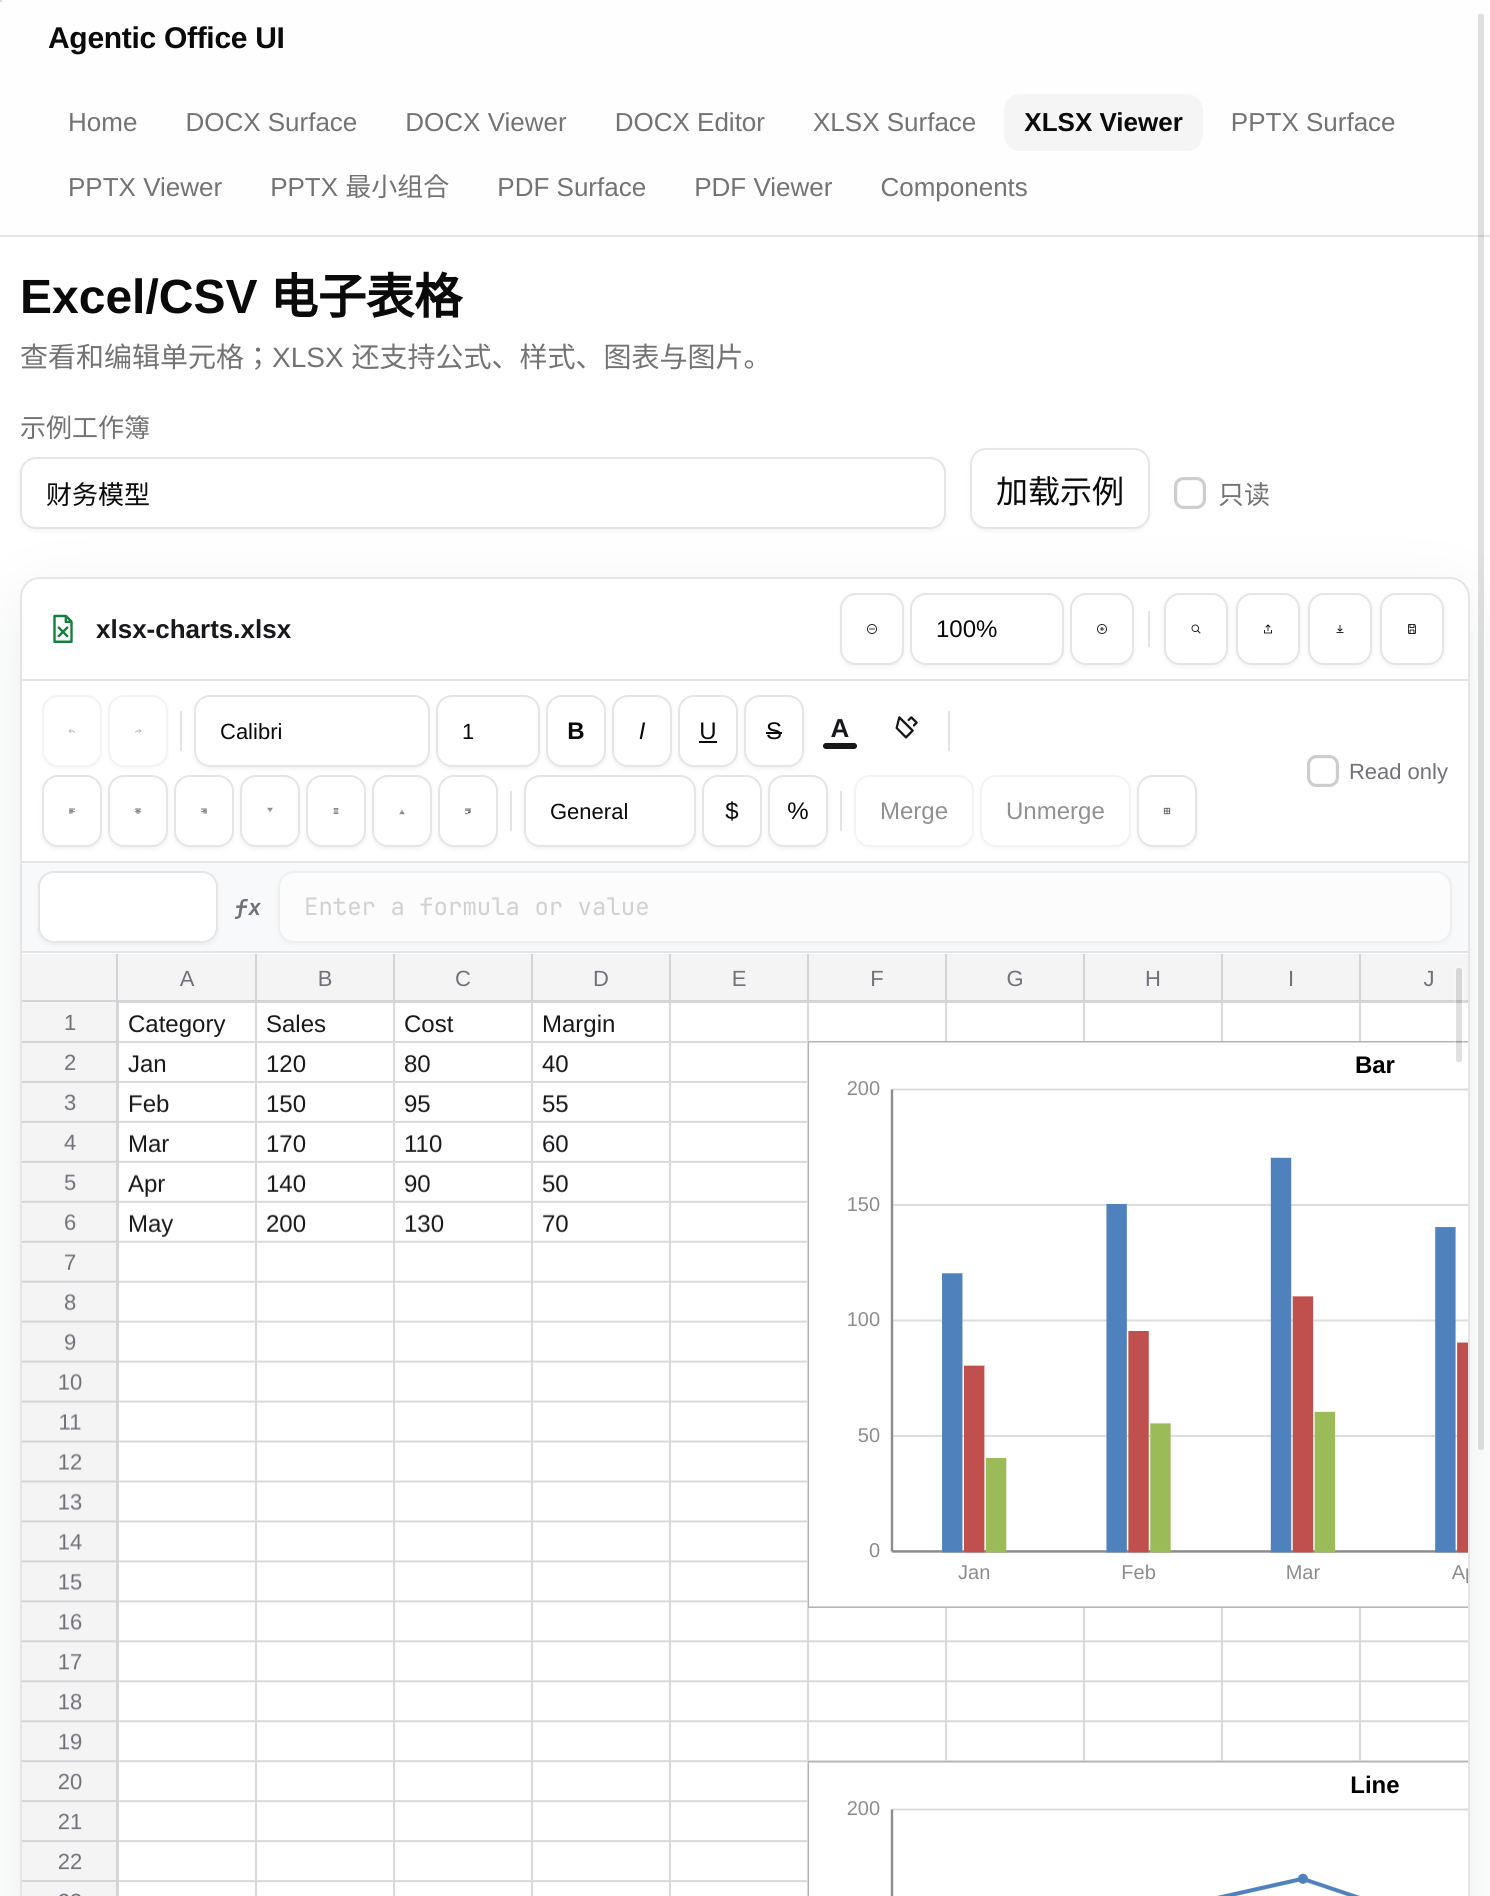 Agentic Office UI
Home DOCX Surface DOCX Viewer DOCX Editor XLSX Surface XLSX Viewer PPTX Surface
PPTX Viewer PPTX 最小组合 PDF Surface PDF Viewer Components
Excel/CSV 电子表格
查看和编辑单元格；XLSX 还支持公式、样式、图表与图片。
示例工作簿
财务模型 加载示例 只读
xlsx-charts.xlsx 100%
Calibri 1 B I U S A
Read only
General $ % Merge Unmerge
fx Enter a formula or value
A B C D E F G H I J
1 Category Sales Cost Margin
2 Jan 120 80 40
3 Feb 150 95 55
4 Mar 170 110 60
5 Apr 140 90 50
6 May 200 130 70
7
8
9
10
11
12
13
14
15
16
17
18
19
20
21
22
Bar
200
150
100
50
0
Jan Feb Mar
Line
200